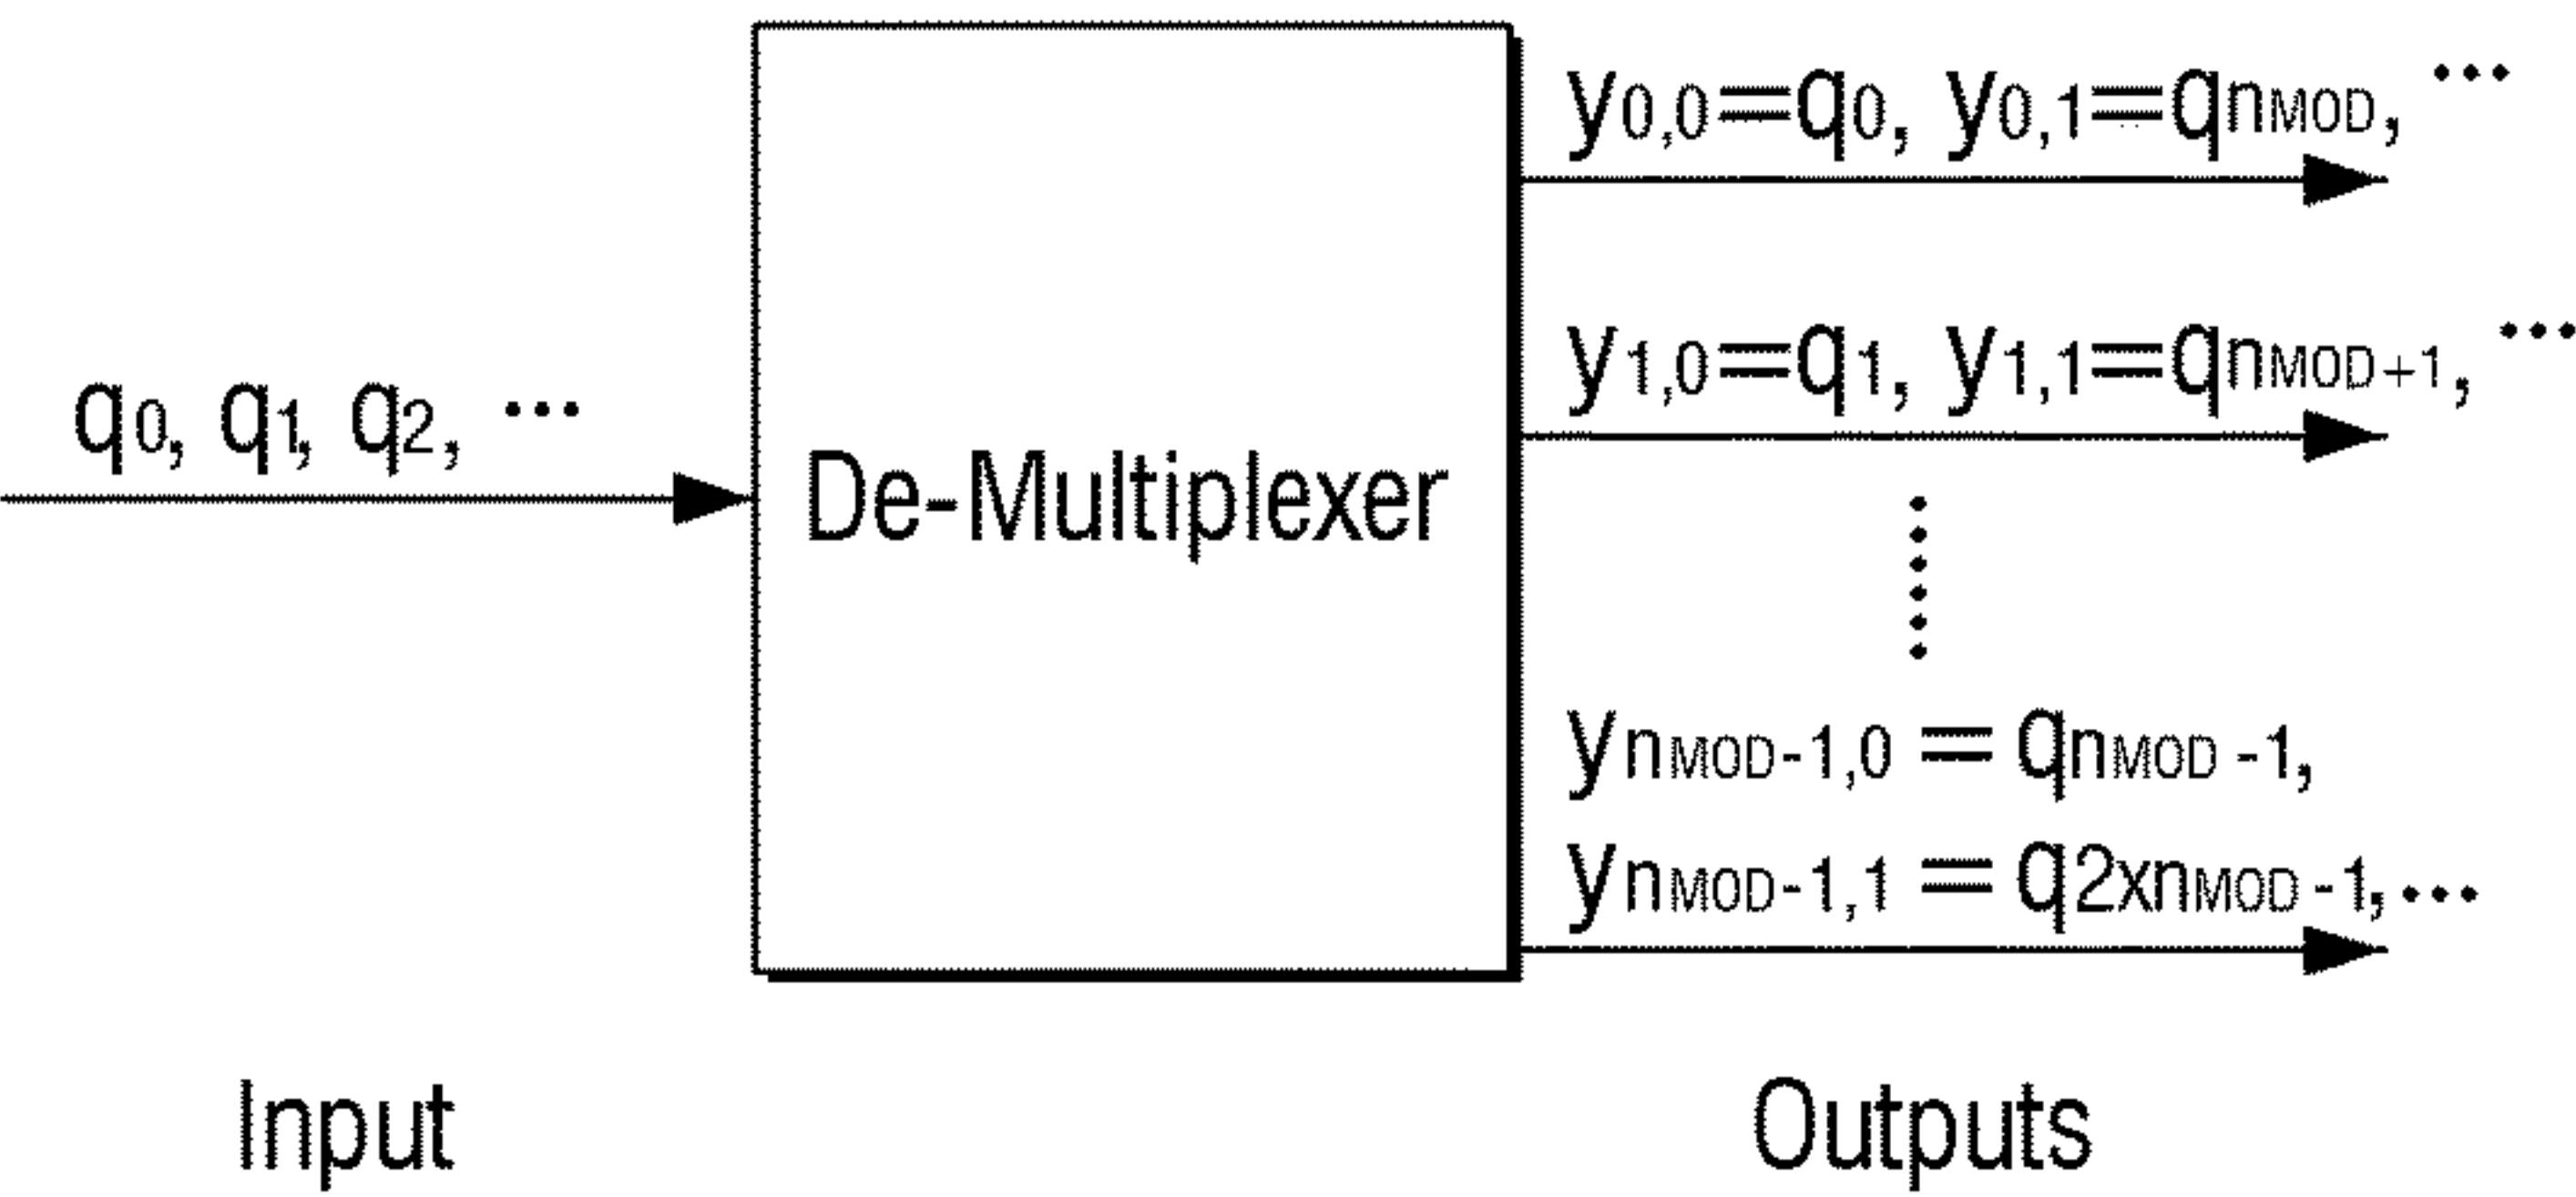 y0,0=q0, y0,1=qnMOD, ...
y1,0=q1, y1,1=qnMOD+1, ...
q0, q1, q2, ...
De-Multiplexer
ynMOD-1,0 = qnMOD-1,
ynMOD-1,1 = q2xnMOD-1, ...
Input
Outputs